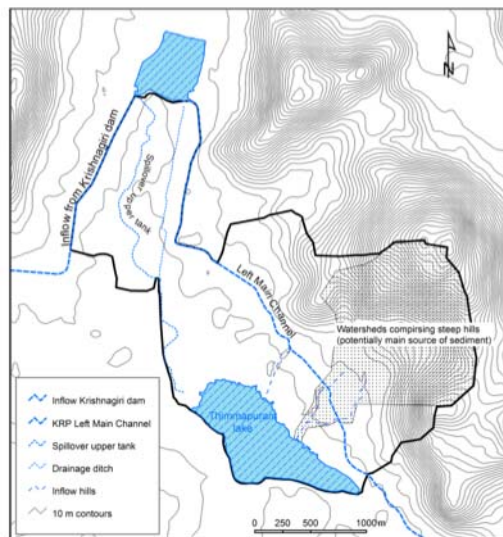 N
Inflow from Krishnagiri dam
Spillover
upper tank
Left Main Channel
Watersheds compirsing steep hills
(potentially main source of sediment)
Thimmapuram
lake
Inflow Krishnagiri dam
KRP Left Main Channel
Spillover upper tank
Drainage ditch
Inflow hills
10 m contours
0 250 500 1000m